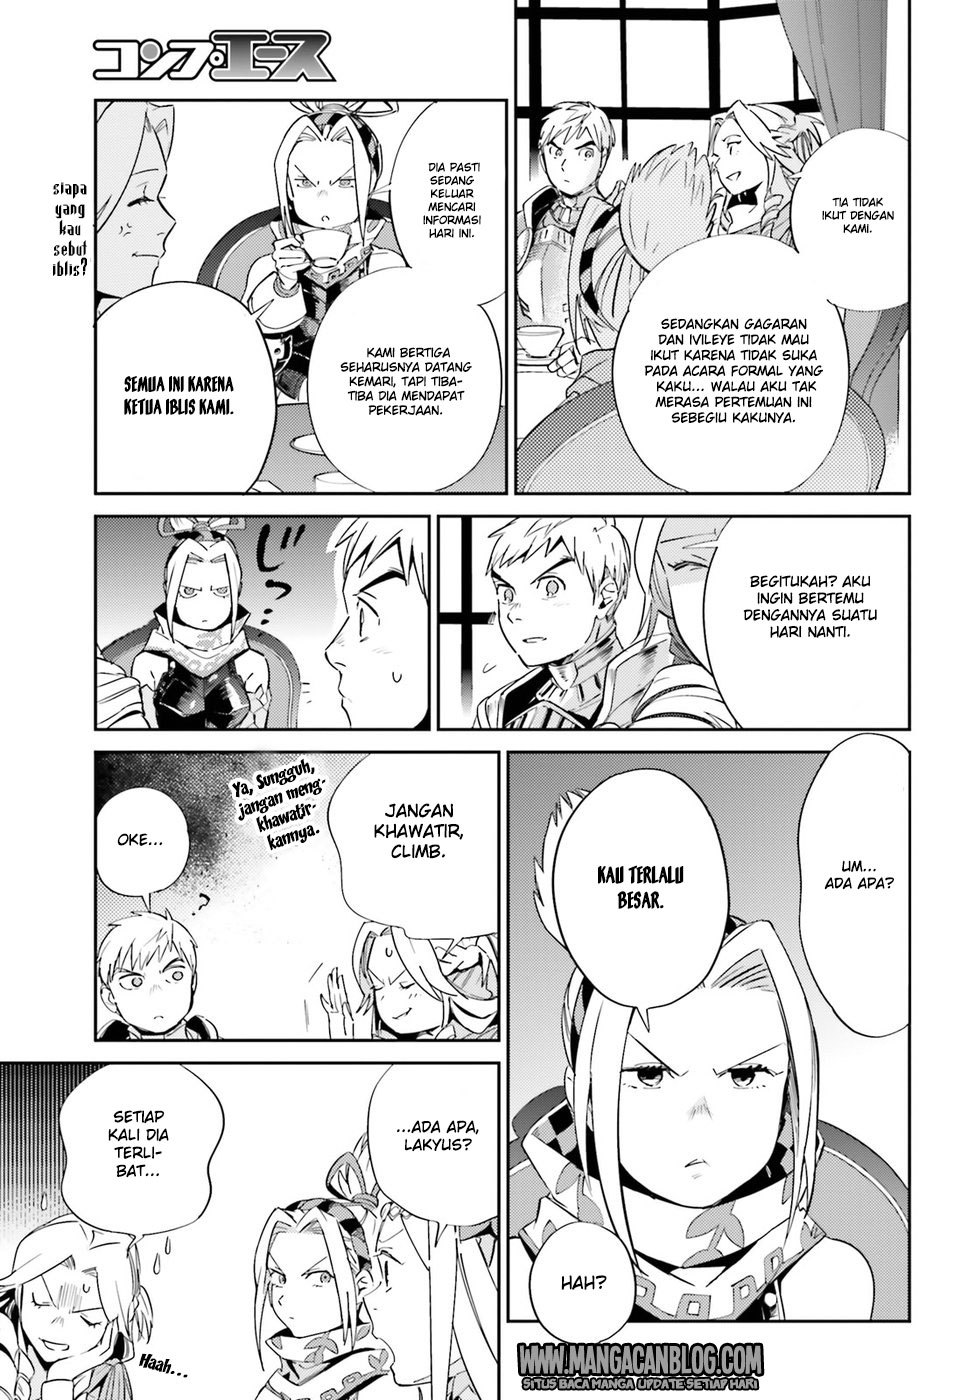 コンプエース
TIA TIDAK
IKUT DENGAN
KAMI.
SEDANGKAN GAGARAN
DAN IVILEYE TIDAK MAU
IKUT KARENA TIDAK SUKA
PADA ACARA FORMAL YANG
KAKU... WALAU AKU TAK
MERASA PERTEMUAN INI
SEBEGIU KAKUNYA.
DIA PASTI
SEDANG
KELUAR
MENCARI
INFORMASI
HARI INI.
KAMI BERTIGA
SEHARUSNYA DATANG
KEMARI, TAPI TIBA-
TIBA DIA MENDAPAT
PEKERJAAN.
SEMUA INI KARENA
KETUA IBLIS KAMI.
siapa
yang
kau
sebut
iblis?
BEGITUKAH? AKU
INGIN BERTEMU
DENGANNYA SUATU
HARI NANTI.
じーっ
UM...
ADA APA?
KAU TERLALU
BESAR.
HAH?
JANGAN
KHAWATIR,
CLIMB.
Ya, Sungguh,
jangan meng-
khawatir-
kannya.
OKE...
?
...ADA APA,
LAKYUS?
SETIAP
KALI DIA
TERLI-
BAT...
Haah...
WWW.MANGACANBLOG.COM
SITUS BACA MANGA UPDATE SETIAP HARI